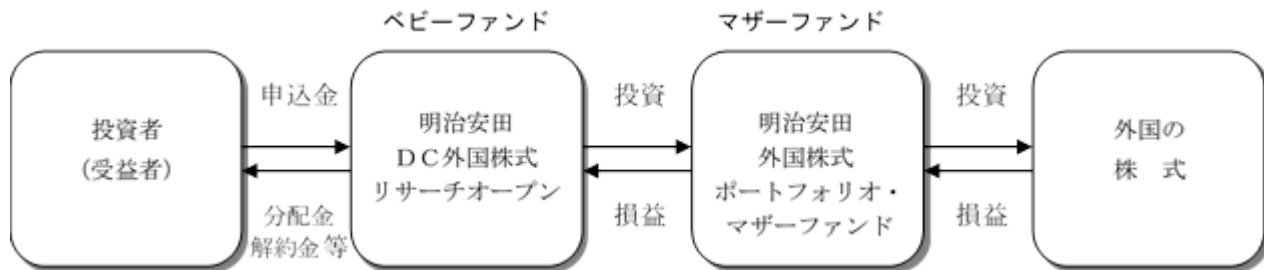 ベビーファンド
マザーファンド
投資者
(受益者)
申込金
分配金
解約金等
明治安田
DC外国株式
リサーチオープン
投資
損益
明治安田
外国株式
ポートフォリオ・
マザーファンド
投資
損益
外国の
株 式